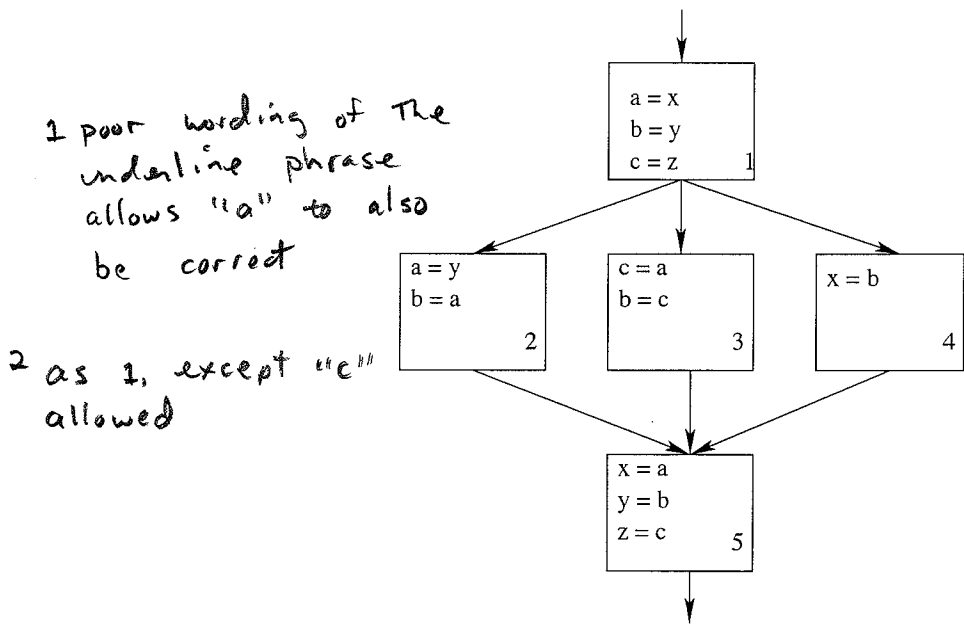 1 poor wording of The
underline phrase
allows "a" to also
be correct
2 as 1, except "c"
allowed
a = x
b = y
c = z
1
a = y
b = a
2
c = a
b = c
3
x = b
4
x = a
y = b
z = c
5